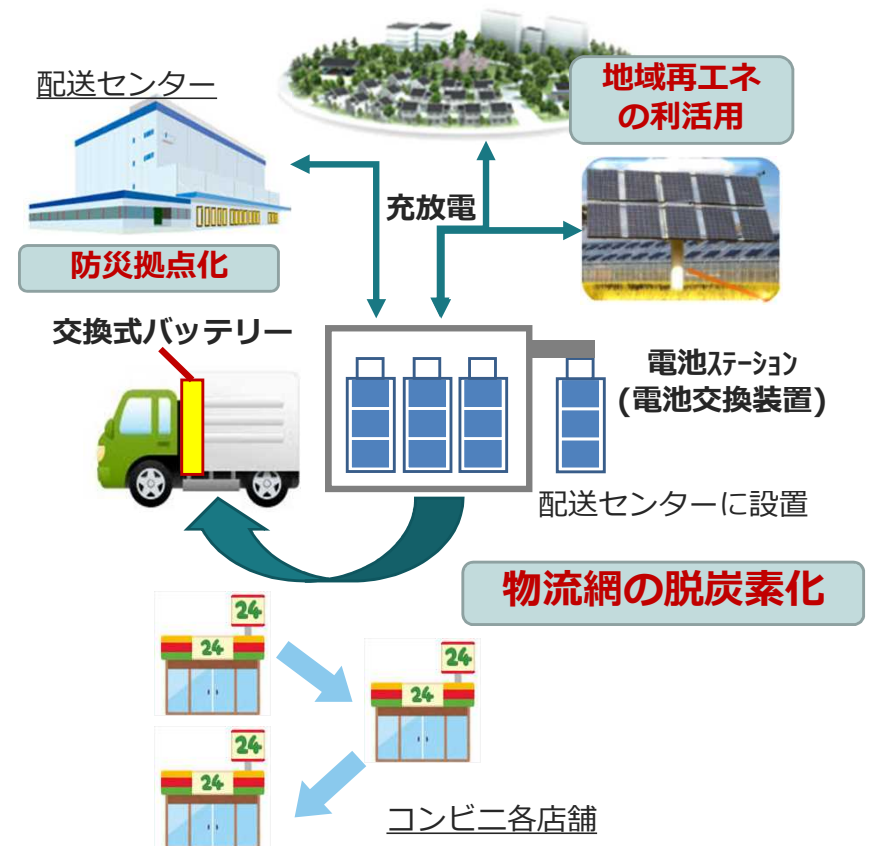 配送センター
地域再エネ
の利活用
充放電
防災拠点化
交換式バッテリー
電池ｽﾃｰｼｮﾝ
(電池交換装置)
配送センターに設置
物流網の脱炭素化
24
24
24
24
24
24
コンビニ各店舗